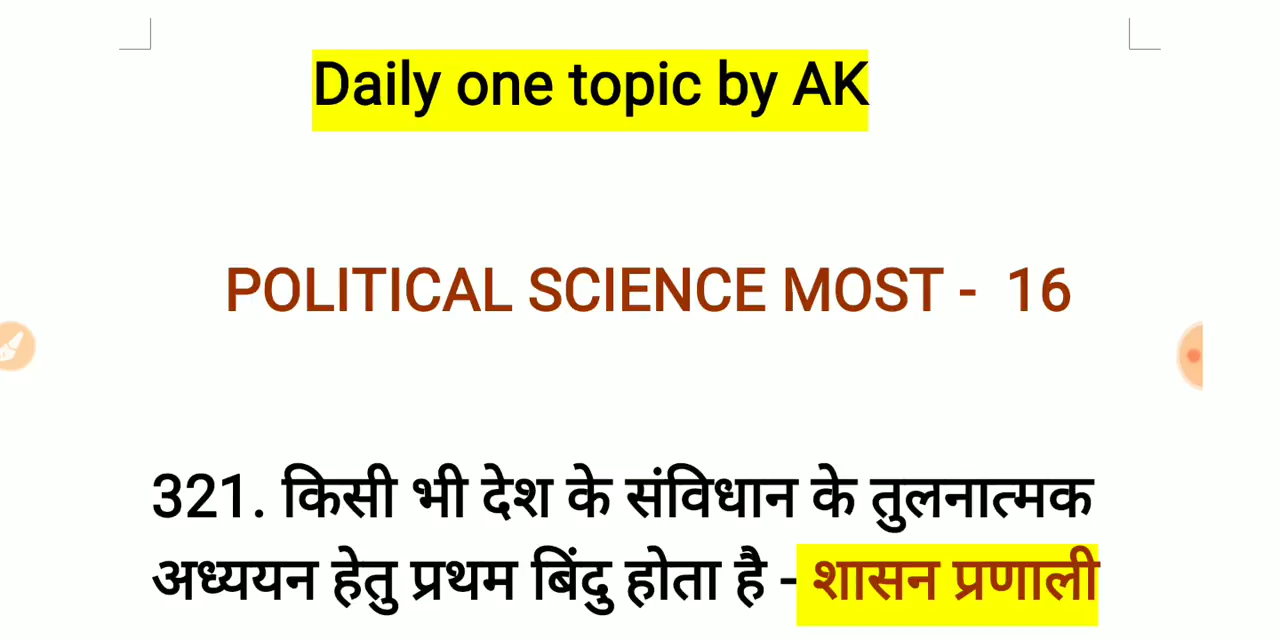 Daily one topic by AK
POLITICAL SCIENCE MOST - 16
321. किसी भी देश के संविधान के तुलनात्मक
अध्ययन हेतु प्रथम बिंदु होता है - शासन प्रणाली